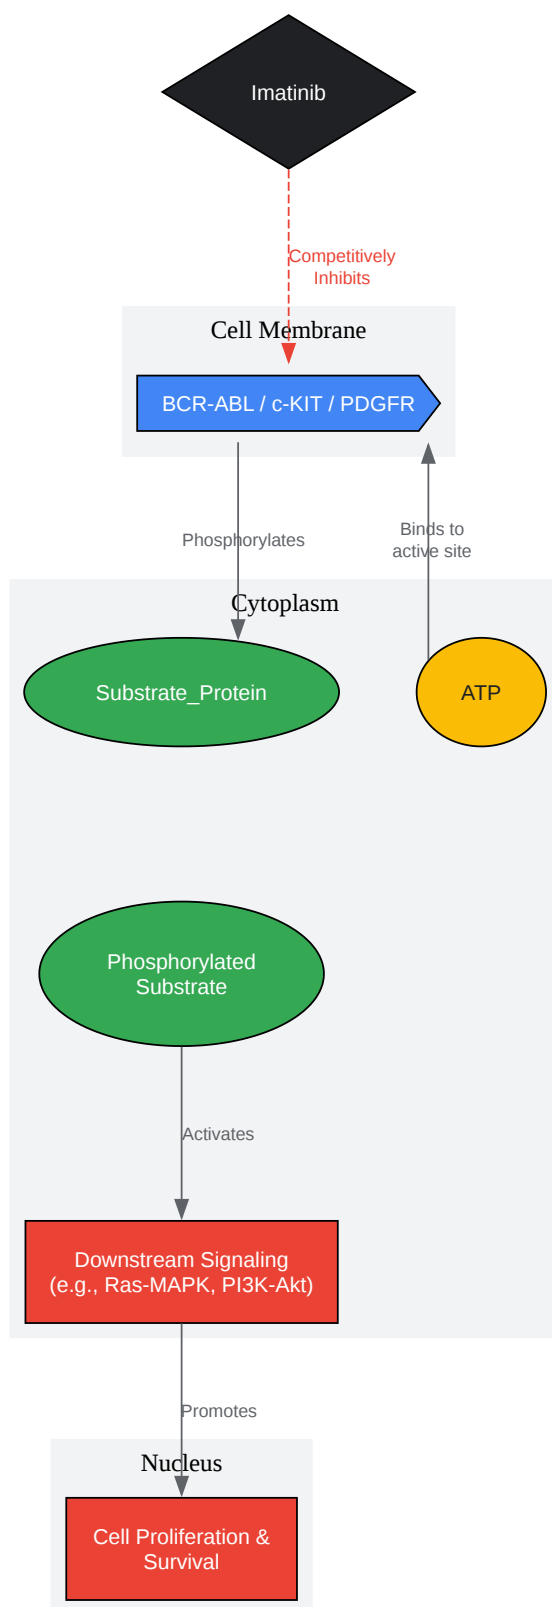 Imatinib
Competitively
Inhibits
Cell Membrane
BCR-ABL / c-KIT / PDGFR
Phosphorylates
Binds to
active site
Cytoplasm
Substrate_Protein
ATP
Phosphorylated
Substrate
Activates
Downstream Signaling
(e.g., Ras-MAPK, PI3K-Akt)
Promotes
Nucleus
Cell Proliferation &
Survival